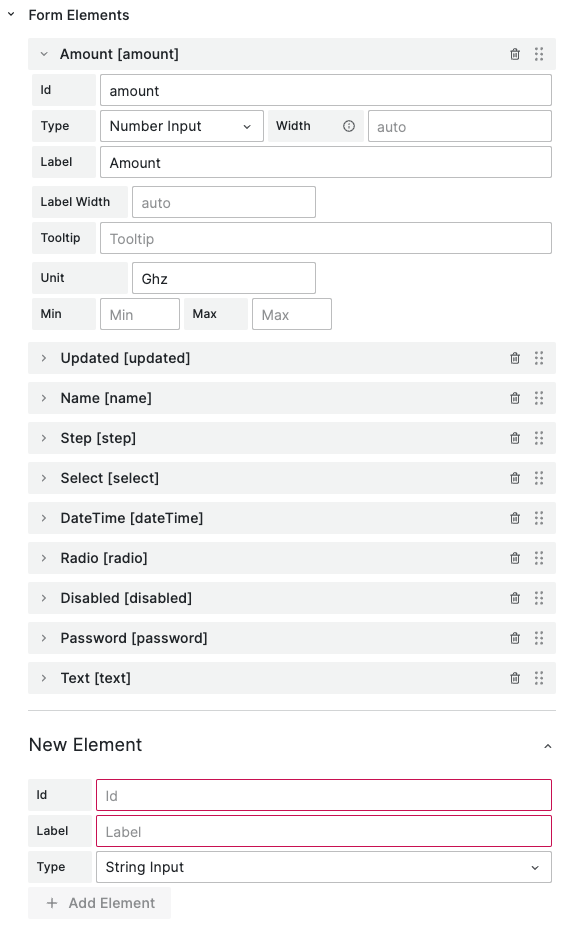 Form Elements
Amount [amount]
Id amount
Type Number Input Width auto
Label Amount
Label Width auto
Tooltip Tooltip
Unit Ghz
Min Min Max Max
Updated [updated]
Name [name]
Step [step]
Select [select]
DateTime [dateTime]
Radio [radio]
Disabled [disabled]
Password [password]
Text [text]
New Element
Id Id
Label Label
Type String Input
+ Add Element